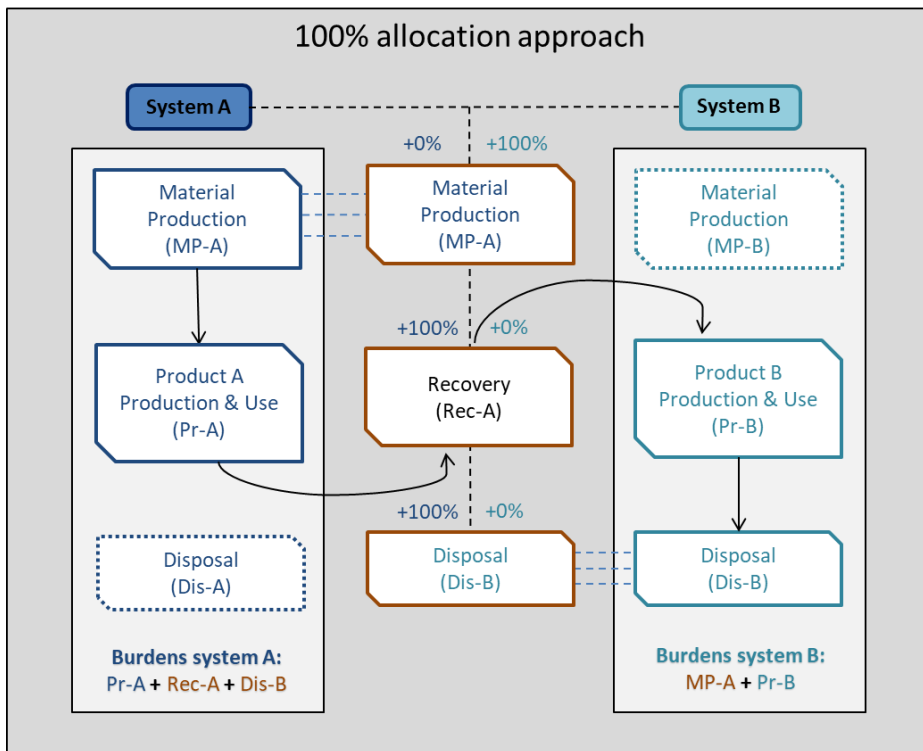 100% allocation approach
System A
System B
+0%
+100%
Material
Production
(MP-A)
Material
Production
(MP-A)
Material
Production
(MP-B)
+100%
+0%
Product A
Production & Use
(Pr-A)
Recovery
(Rec-A)
Product B
Production & Use
(Pr-B)
+100%
+0%
Disposal
(Dis-A)
Disposal
(Dis-B)
Disposal
(Dis-B)
Burdens system A:
Pr-A + Rec-A + Dis-B
Burdens system B:
MP-A + Pr-B